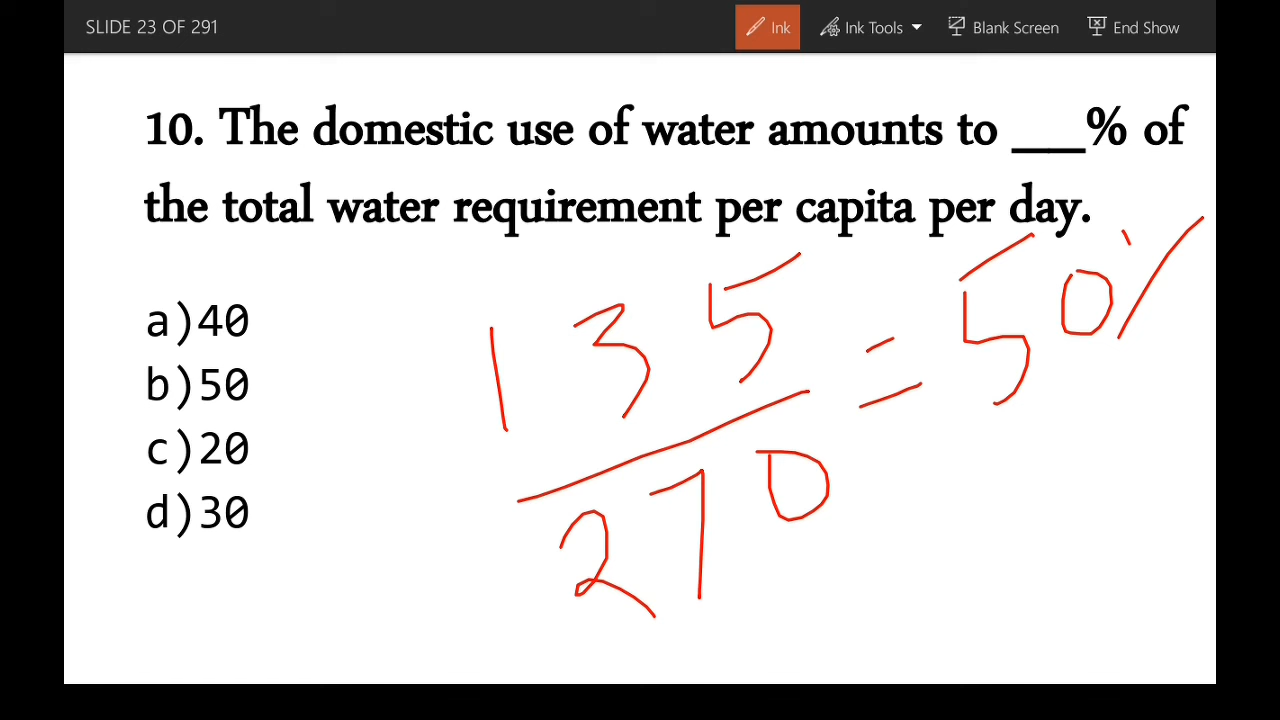 SLIDE 23 OF 291
Ink
Ink Tools
Blank Screen
End Show
10. The domestic use of water amounts to ___% of
the total water requirement per capita per day.
a)40
b)50
c)20
d)30
135
270
= 50%